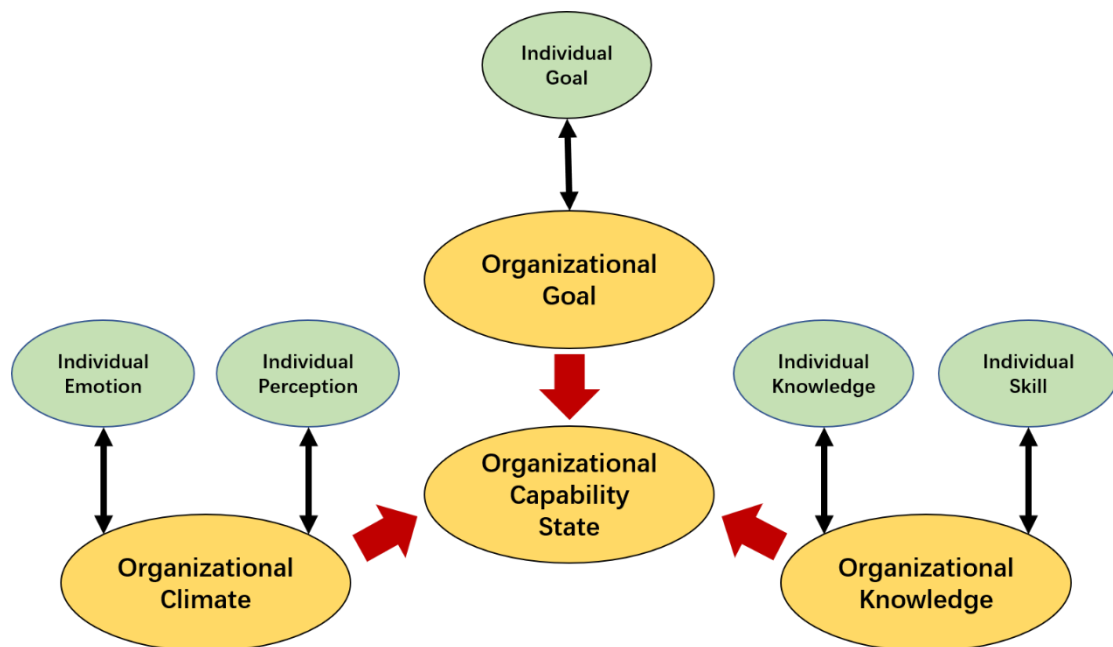 Individual
Goal
Organizational
Goal
Individual
Emotion
Individual
Perception
Individual
Knowledge
Individual
Skill
Organizational
Capability
State
Organizational
Climate
Organizational
Knowledge